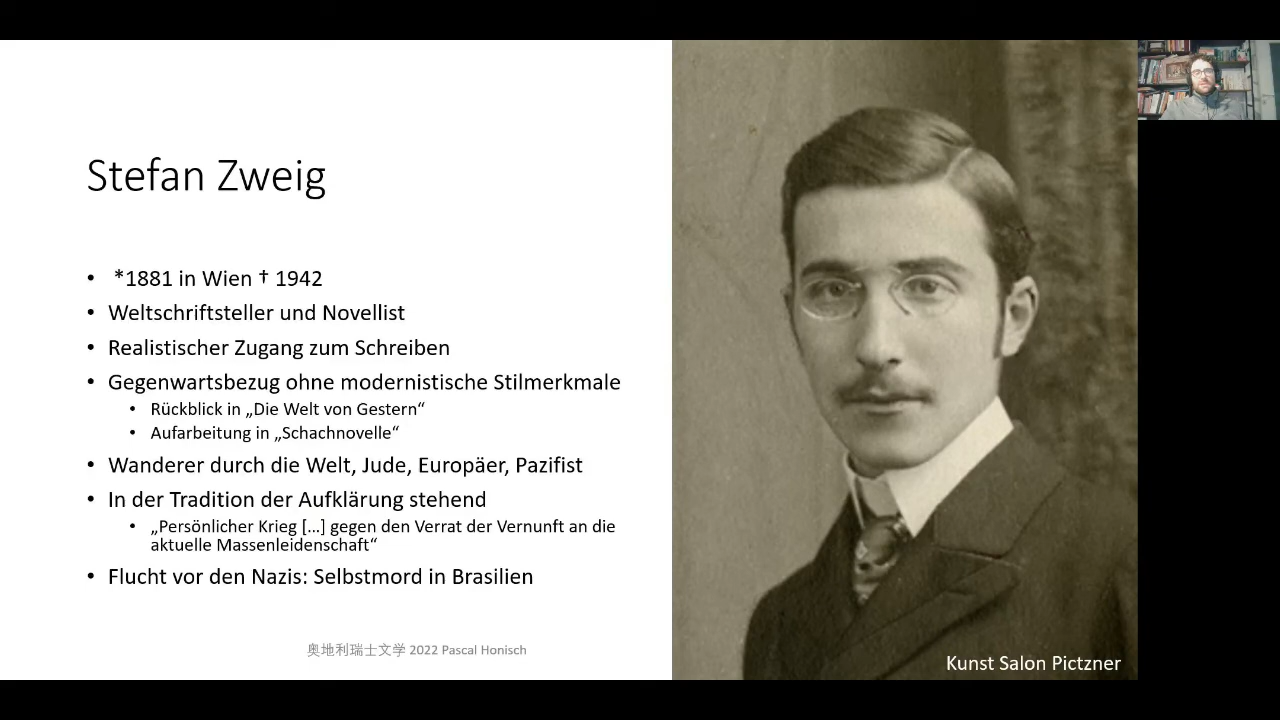 Stefan Zweig
• *1881 in Wien † 1942
• Weltschriftsteller und Novellist
• Realistischer Zugang zum Schreiben
• Gegenwartsbezug ohne modernistische Stilmerkmale
• Rückblick in „Die Welt von Gestern“
• Aufarbeitung in „Schachnovelle“
• Wanderer durch die Welt, Jude, Europäer, Pazifist
• In der Tradition der Aufklärung stehend
• „Persönlicher Krieg […] gegen den Verrat der Vernunft an die
aktuelle Massenleidenschaft“
• Flucht vor den Nazis: Selbstmord in Brasilien
奥地利瑞士文学 2022 Pascal Honisch
Kunst Salon Pictzner